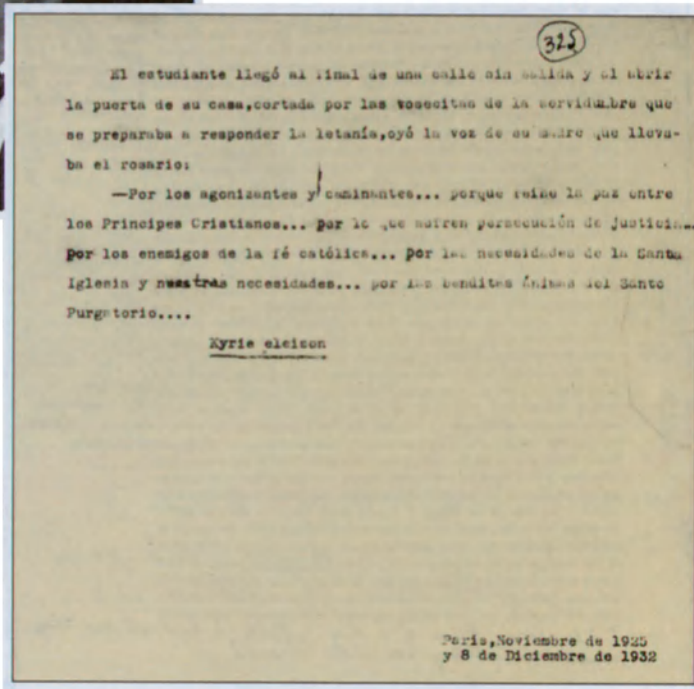 325
El estudiante llegó al final de una calle sin salida y al abrir
la puerta de su casa,cortada por las vosecitas de la servidumbre que
se preparaba a responder la letanía,oyó la voz de su madre que lleva-
ba el rosario:
—Por los agonizantes y caminantes... porque reine la paz entre
los Príncipes Cristianos... por lo que sufren persecución de justicia...
por los enemigos de la fé católica... por las necesidades de la Santa
Iglesia y nuestras necesidades... por las benditas ánimas del Santo
Purgatorio....
Kyrie eleison
Paris,Noviembre de 1925
y 8 de Diciembre de 1932